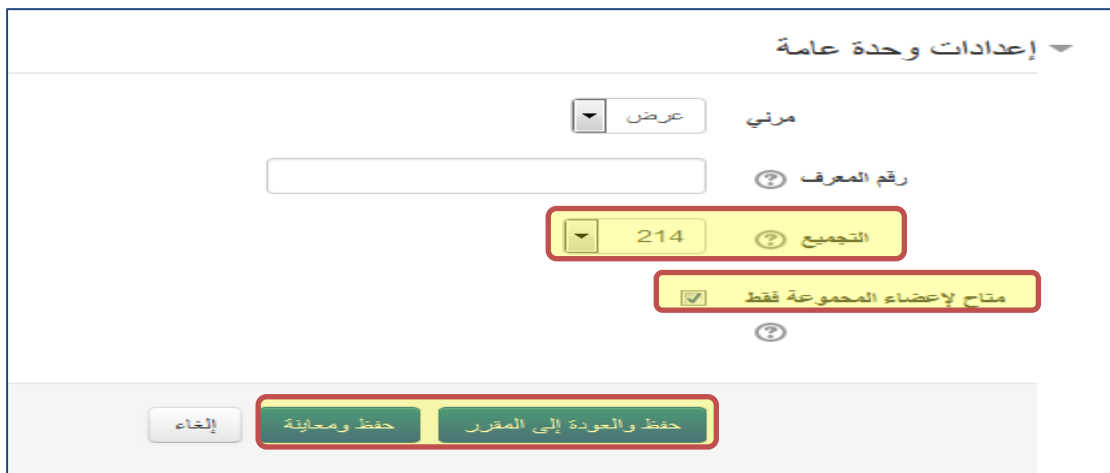 إعدادات وحدة عامة
مرئي عرض
رقم المعرف ?
التجميع ? 214
متاح لإعضاء المجموعة فقط
?
حفظ والعودة إلى المقرر حفظ ومعاينة إلغاء